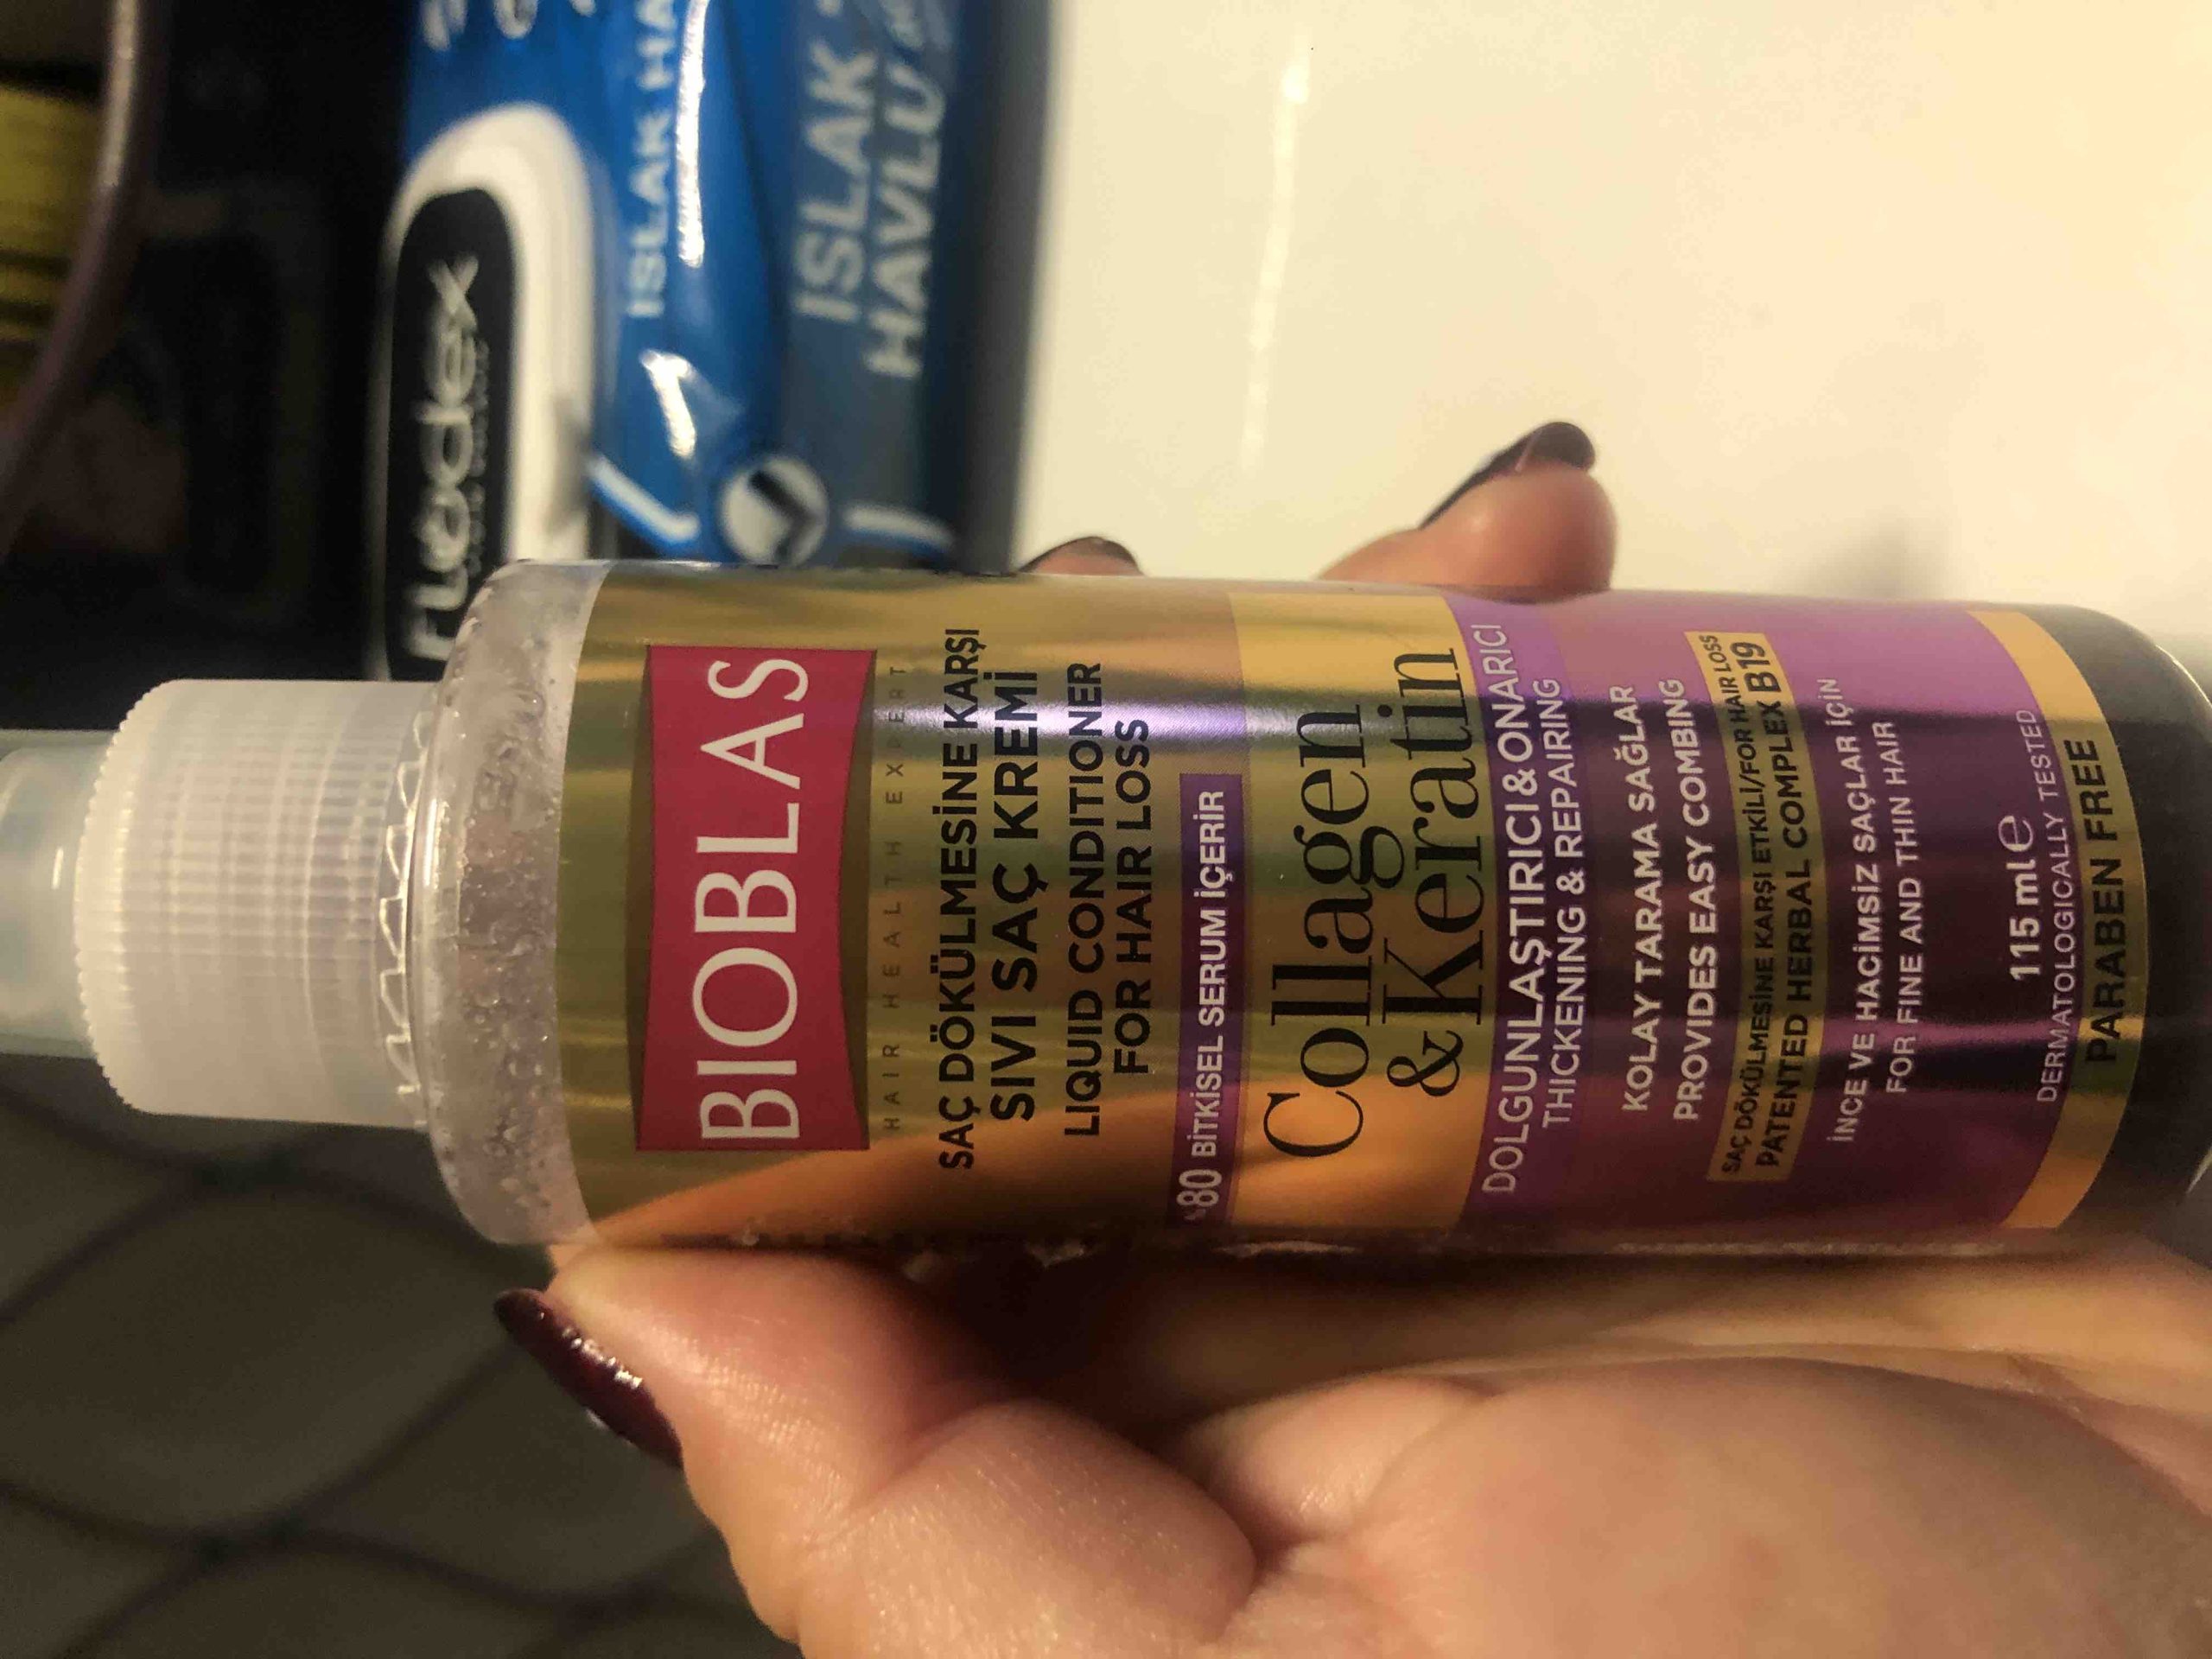 BIOBLAS
HAIR HEALTH EXPERT
SAÇ DÖKÜLMESİNE KARŞI
SIVI SAÇ KREMİ
LIQUID CONDITIONER
FOR HAIR LOSS
%80 BİTKİSEL SERUM İÇERİR
Collagen
& Keratin
DOLGUNLAŞTIRICI & ONARICI
THICKENING & REPAIRING
KOLAY TARAMA SAĞLAR
PROVIDES EASY COMBING
SAÇ DÖKÜLMESİNE KARŞI ETKİLİ/FOR HAIR LOSS
PATENTED HERBAL COMPLEX B19
İNCE VE HACİMSİZ SAÇLAR İÇİN
FOR FINE AND THIN HAIR
115 ml e
DERMATOLOGICALLY TESTED
PARABEN FREE
ISLAK
ISLAK
HAVLU